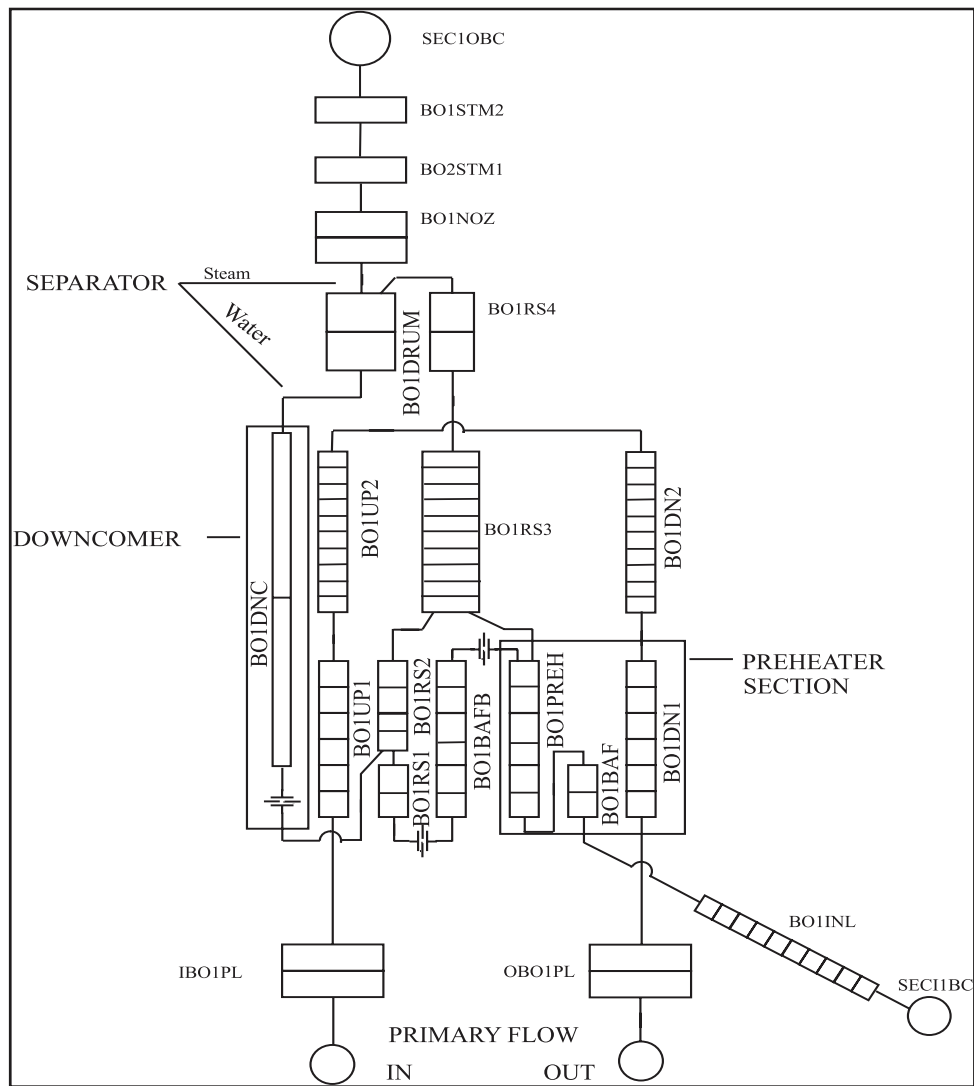 SEC1OBC
BO1STM2
BO2STM1
BO1NOZ
SEPARATOR
Steam
Water
BO1DRUM
BO1RS4
DOWNCOMER
BO1DNC
BO1UP2
BO1RS3
BO1DN2
BO1UP1
BO1RS2
BO1RS1
BO1BAFB
BO1PREH
BO1BAF
BO1DN1
PREHEATER
SECTION
BO1INL
IBO1PL
OBO1PL
SECI1BC
PRIMARY FLOW
IN
OUT